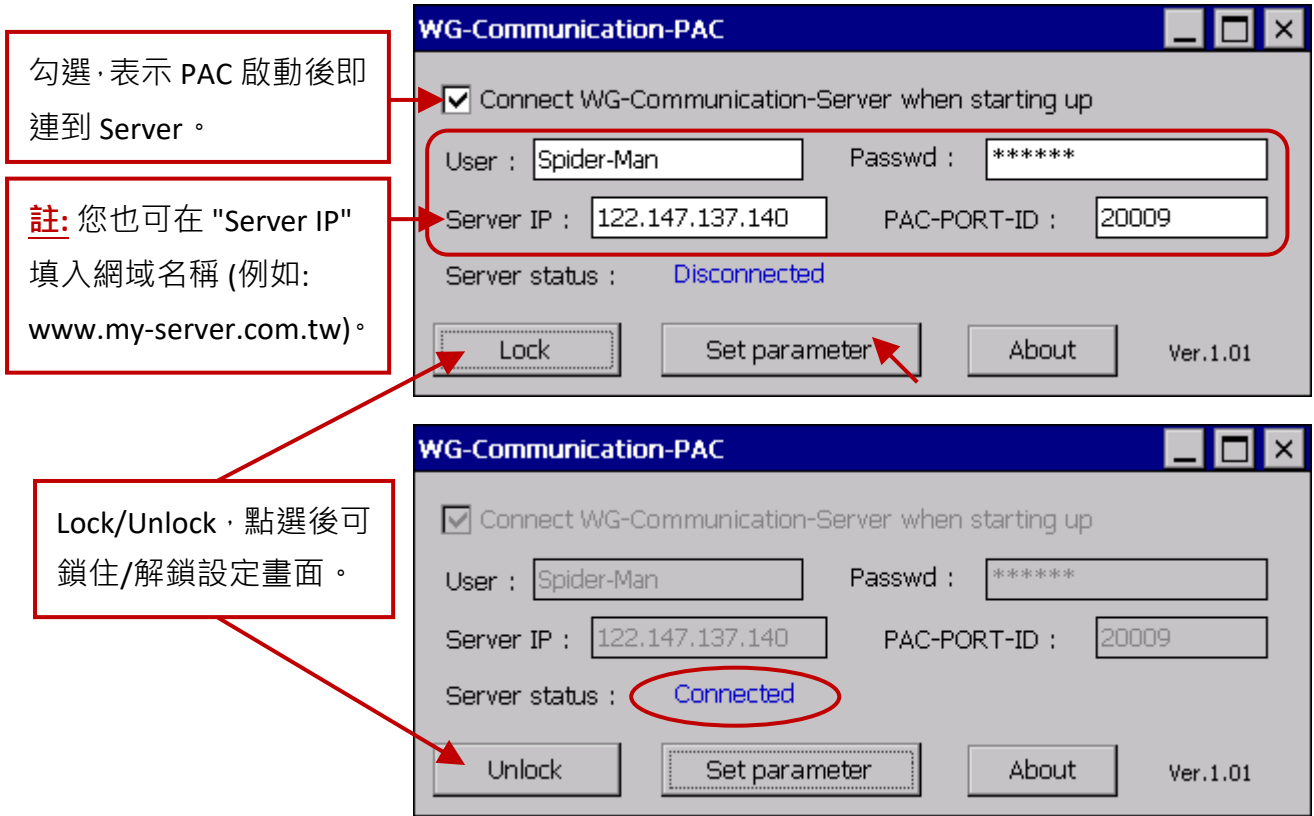 勾選,表示 PAC 啟動後即
連到 Server。
註: 您也可在 "Server IP"
填入網域名稱 (例如:
www.my-server.com.tw)。
Lock/Unlock,點選後可
鎖住/解鎖設定畫面。
WG-Communication-PAC
Connect WG-Communication-Server when starting up
User : Spider-Man Passwd : ******
Server IP : 122.147.137.140 PAC-PORT-ID : 20009
Server status : Disconnected
Lock Set parameter About Ver.1.01
WG-Communication-PAC
Connect WG-Communication-Server when starting up
User : Spider-Man Passwd : ******
Server IP : 122.147.137.140 PAC-PORT-ID : 20009
Server status : Connected
Unlock Set parameter About Ver.1.01